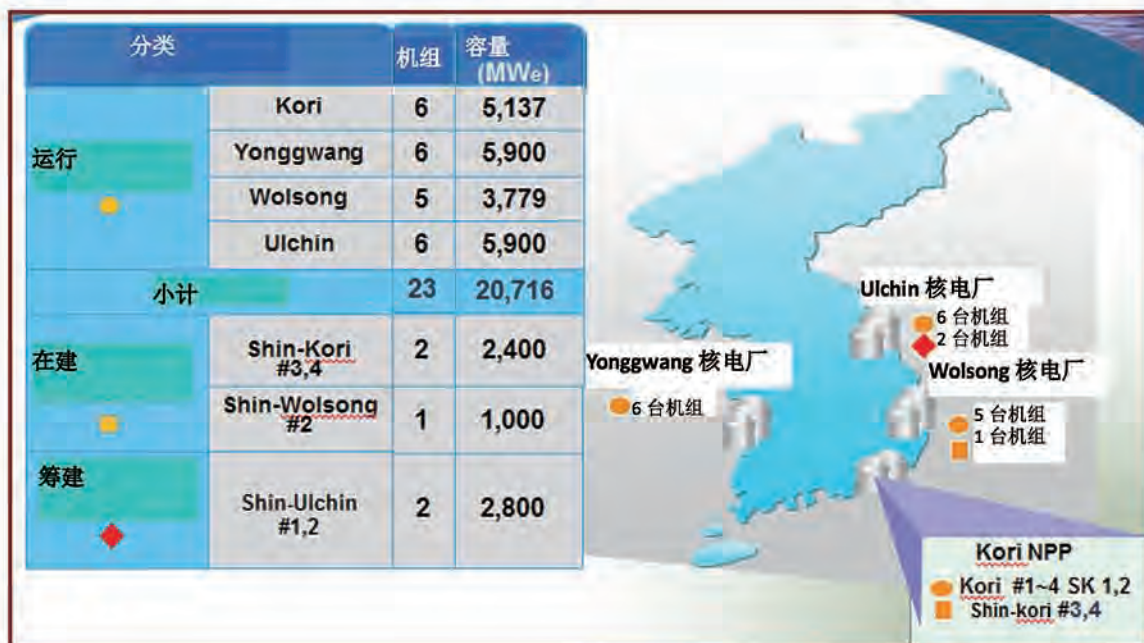 分类 机组 容量
(MWe)
运行 Kori 6 5,137
Yonggwang 6 5,900
Wolsong 5 3,779
Ulchin 6 5,900
小计 23 20,716
在建 Shin-Kori 2 2,400
#3,4
Shin-Wolsong 1 1,000
#2
筹建
Shin-Ulchin 2 2,800
#1,2
Ulchin 核电厂
6 台机组
2 台机组
Yonggwang 核电厂
6 台机组
Wolsong 核电厂
5 台机组
1 台机组
Kori NPP
Kori #1~4 SK 1,2
Shin-kori #3,4